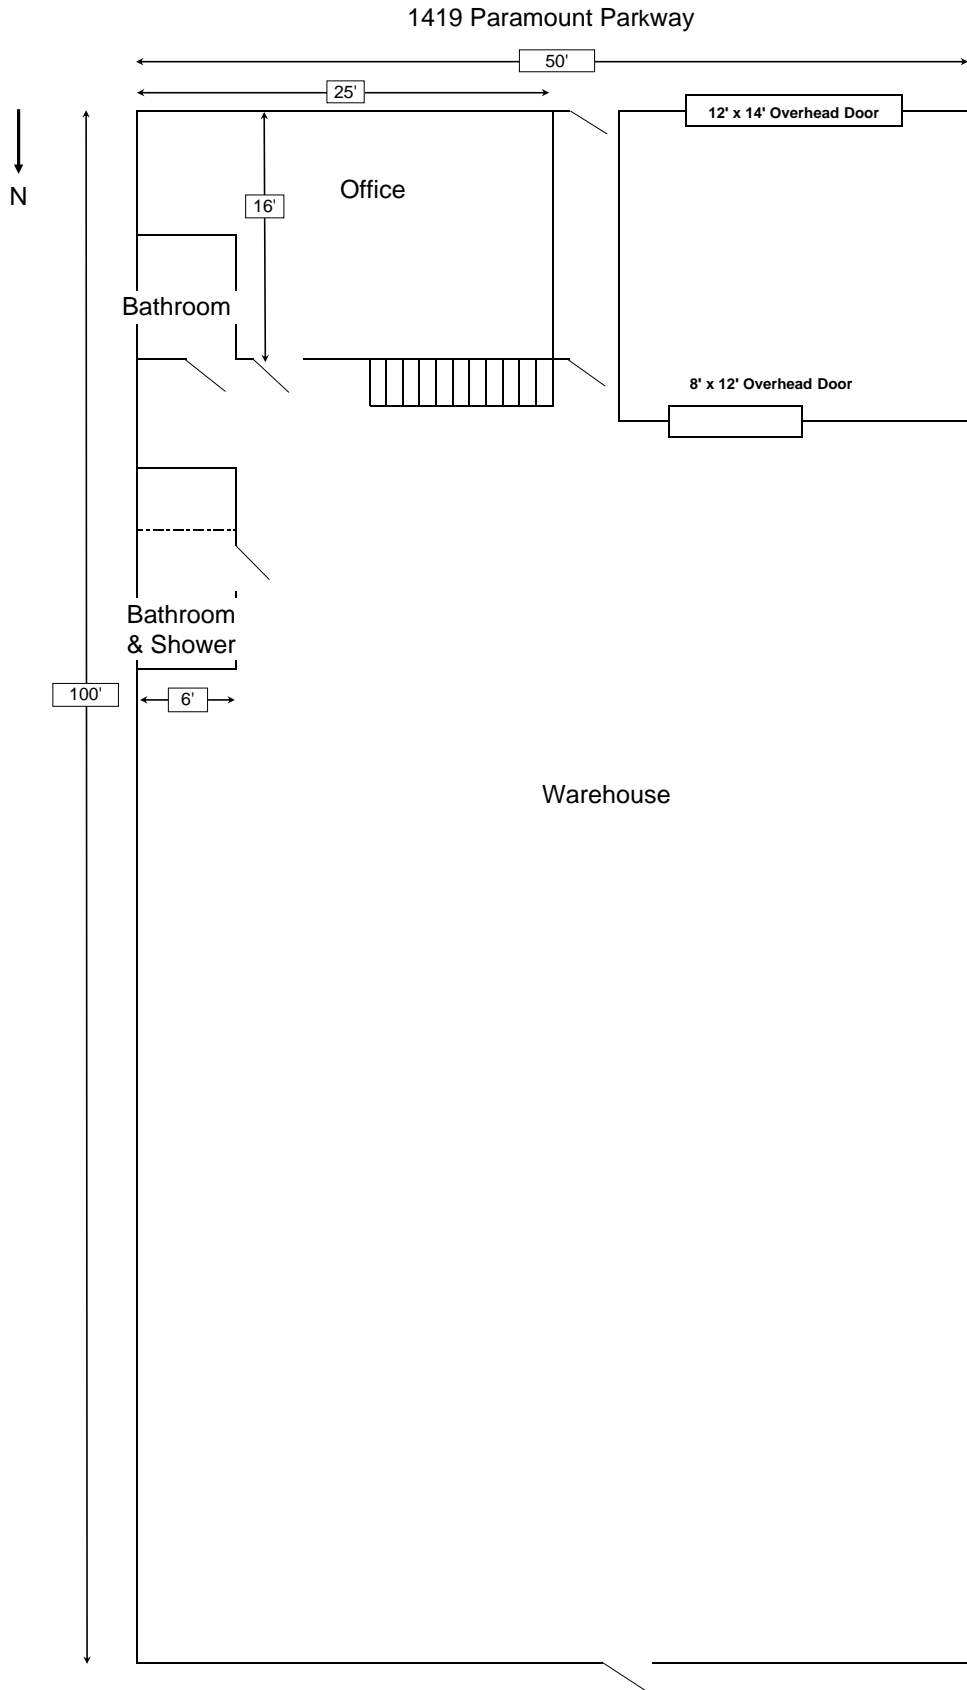 1419 Paramount Parkway
50'
25'
12' x 14' Overhead Door
N
Office
16'
Bathroom
8' x 12' Overhead Door
Bathroom
& Shower
100'
6'
Warehouse